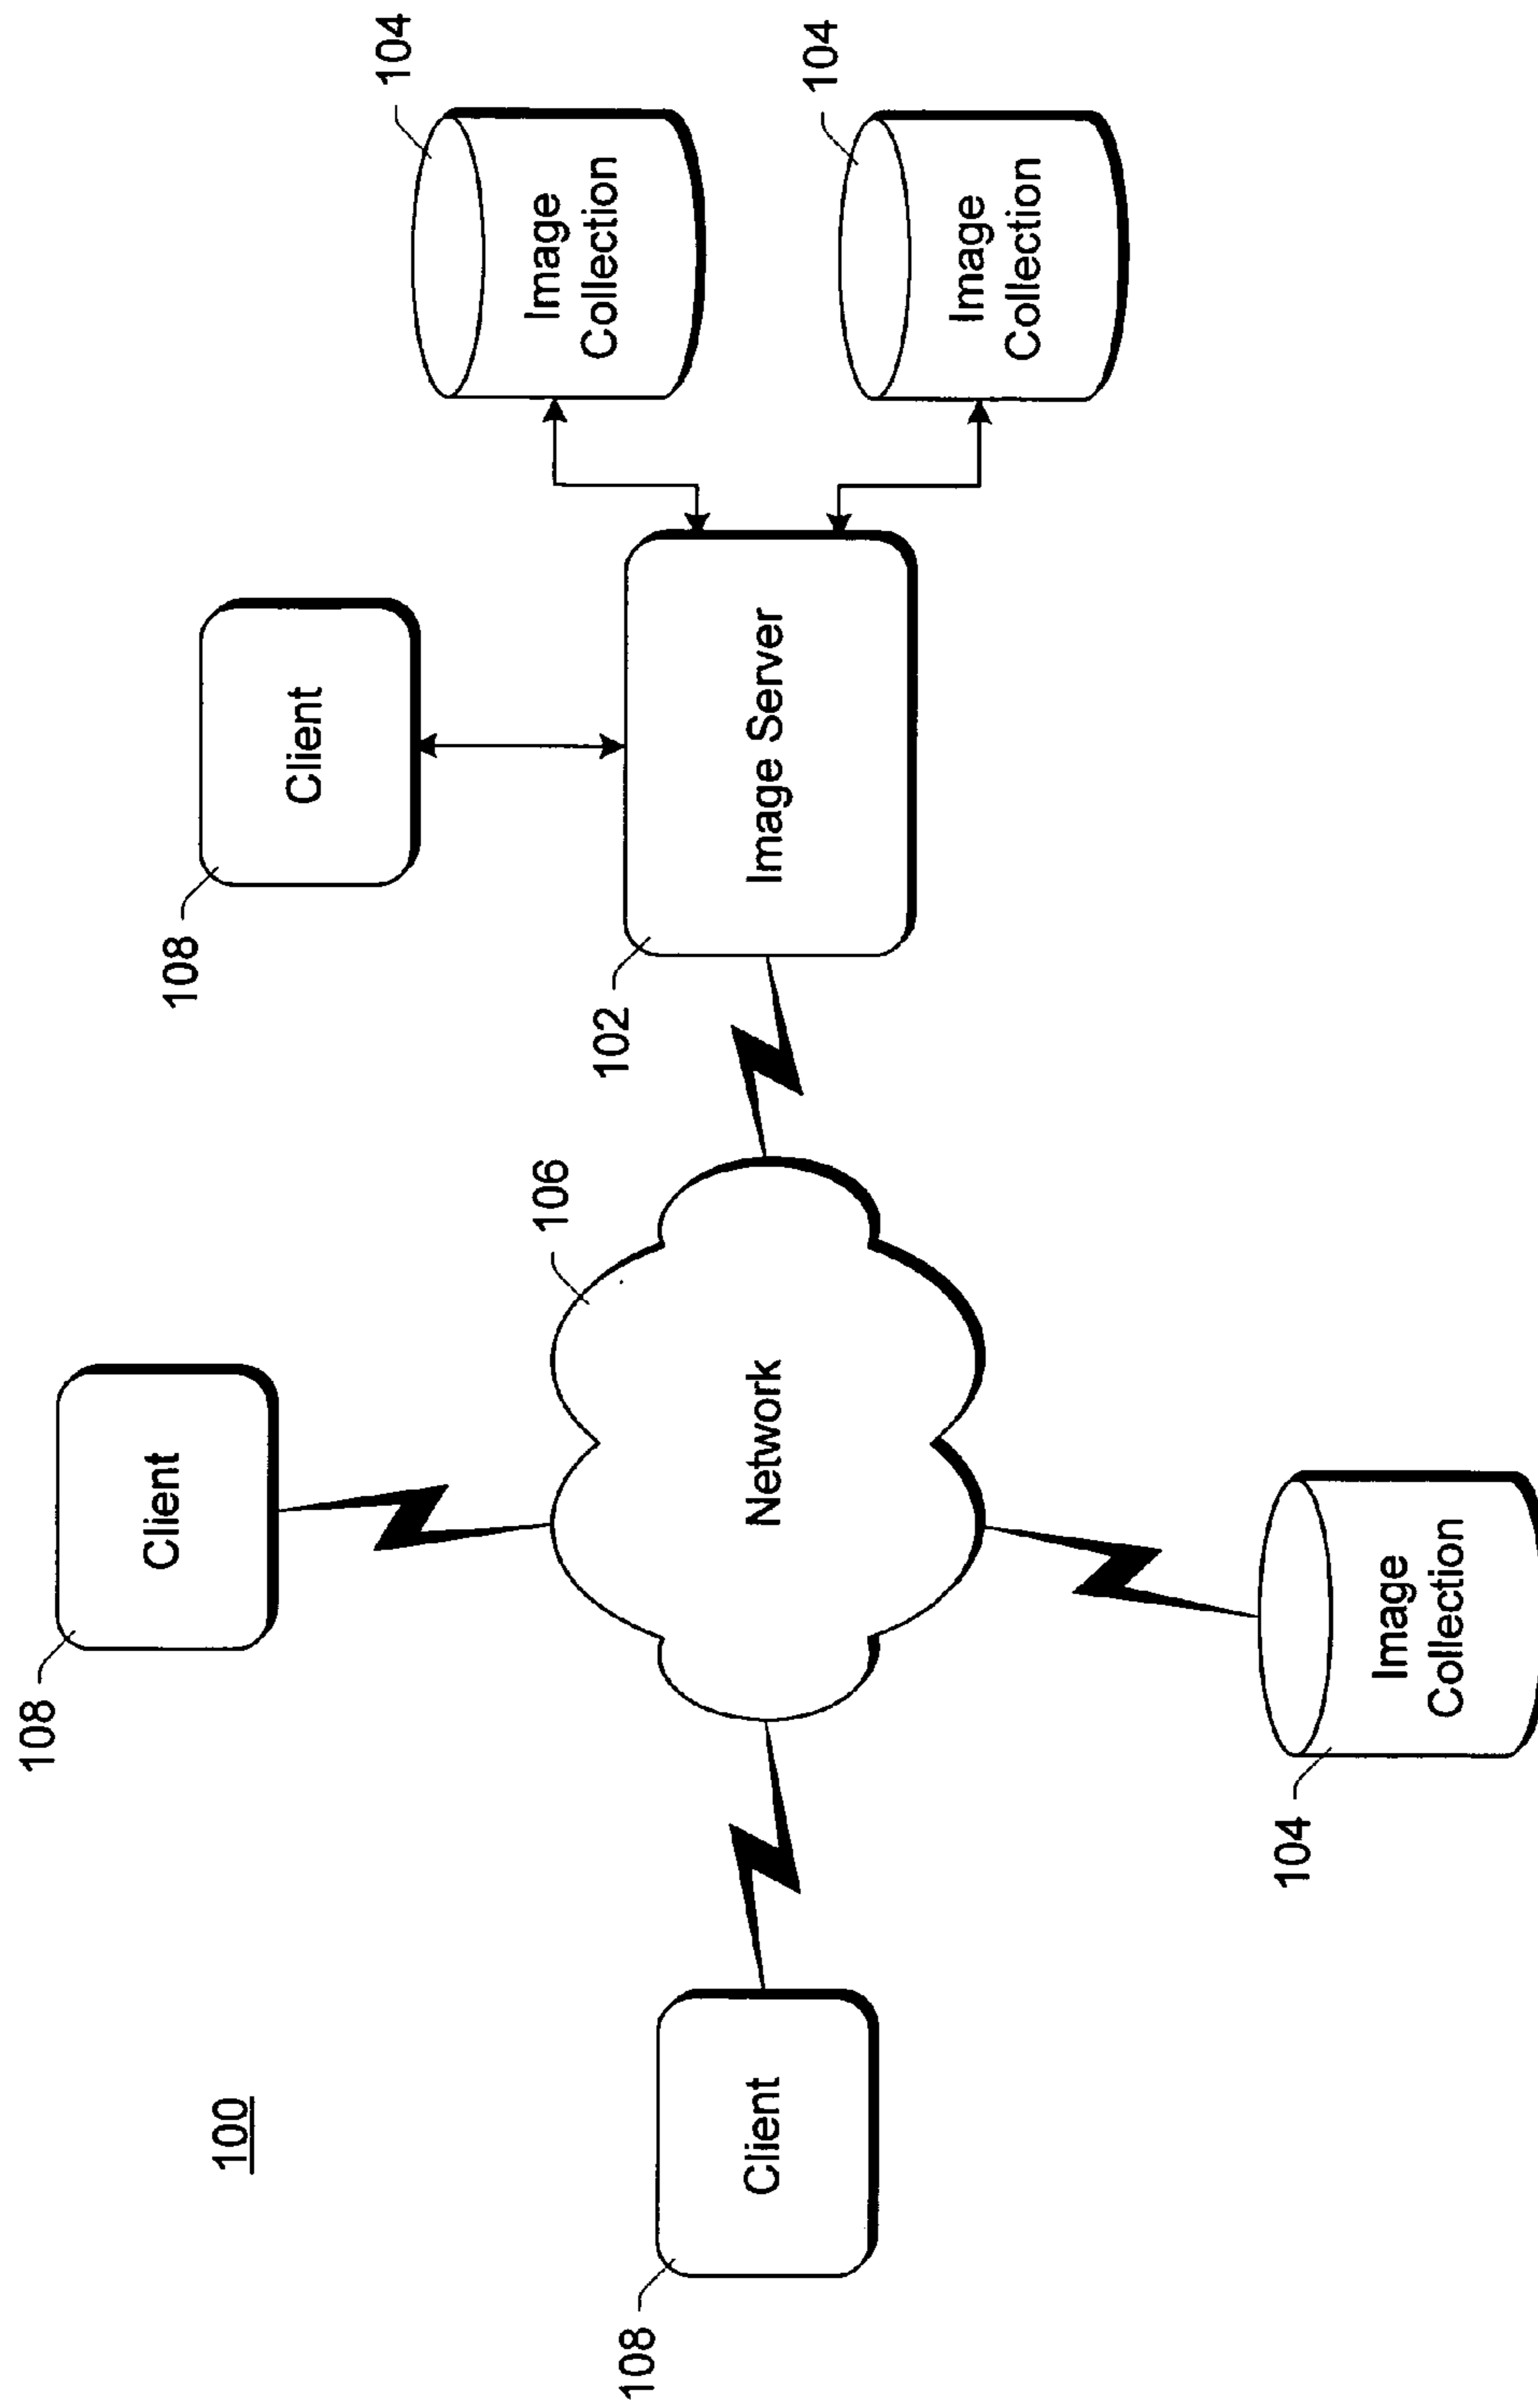 108
Client
108
100
Client
104
Image
Collection
106
102
108
Client
Network
Image Server
104
Image
Collection
104
Image
Collection